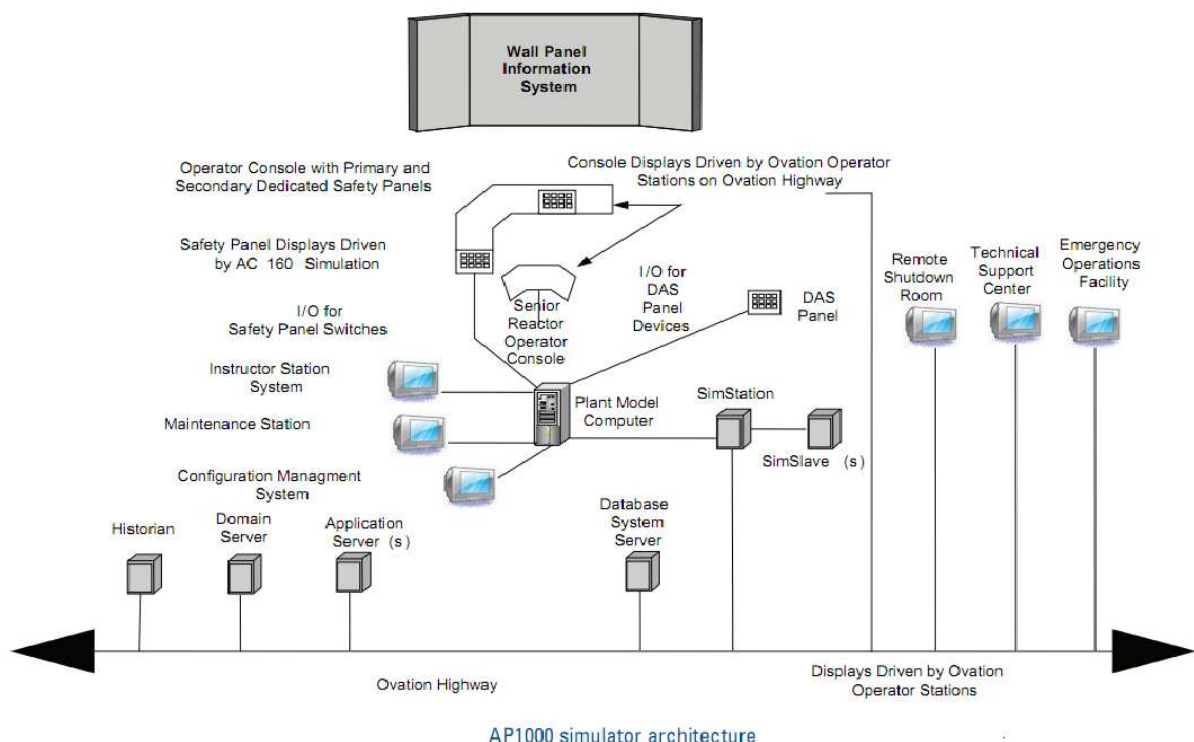 Wall Panel
Information
System
Operator Console with Primary and
Secondary Dedicated Safety Panels
Console Displays Driven by Ovation Operator
Stations on Ovation Highway
Safety Panel Displays Driven
by AC 160 Simulation
I/O for
Safety Panel Switches
Senior
Reactor
Operator
Console
I/O for
DAS
Panel
Devices
DAS
Panel
Remote
Shutdown
Room
Technical
Support
Center
Emergency
Operations
Facility
Instructor Station
System
Maintenance Station
Configuration Managment
System
Plant Model
Computer
SimStation
SimSlave (s)
Historian
Domain
Server
Application
Server (s)
Database
System
Server
Ovation Highway
Displays Driven by Ovation
Operator Stations
AP1000 simulator architecture